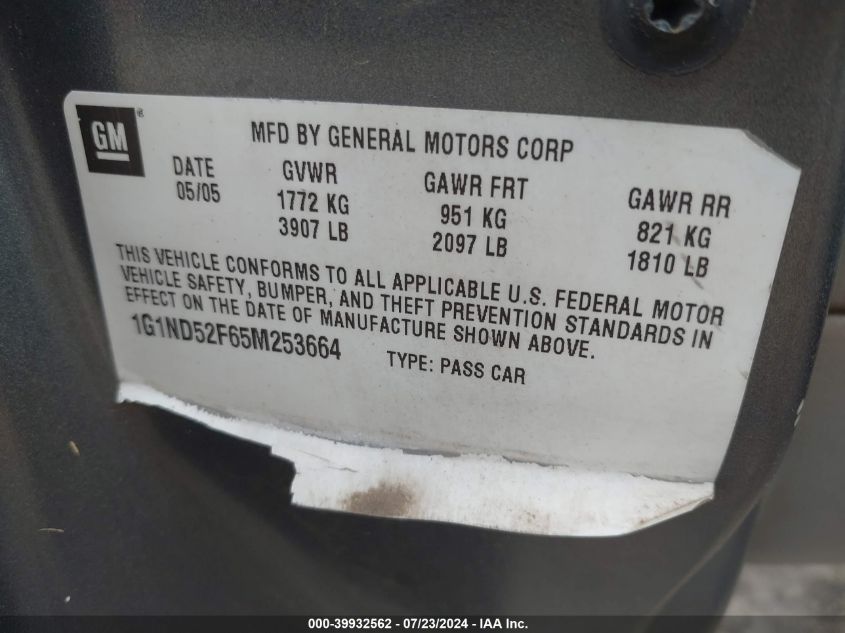 GM®
MFD BY GENERAL MOTORS CORP
DATE GVWR GAWR FRT GAWR RR
05/05 1772 KG 951 KG 821 KG
3907 LB 2097 LB 1810 LB
THIS VEHICLE CONFORMS TO ALL APPLICABLE U.S. FEDERAL MOTOR
VEHICLE SAFETY, BUMPER, AND THEFT PREVENTION STANDARDS IN
EFFECT ON THE DATE OF MANUFACTURE SHOWN ABOVE.
1G1ND52F65M253664 TYPE: PASS CAR
000-39932562 - 07/23/2024 - IAA Inc.